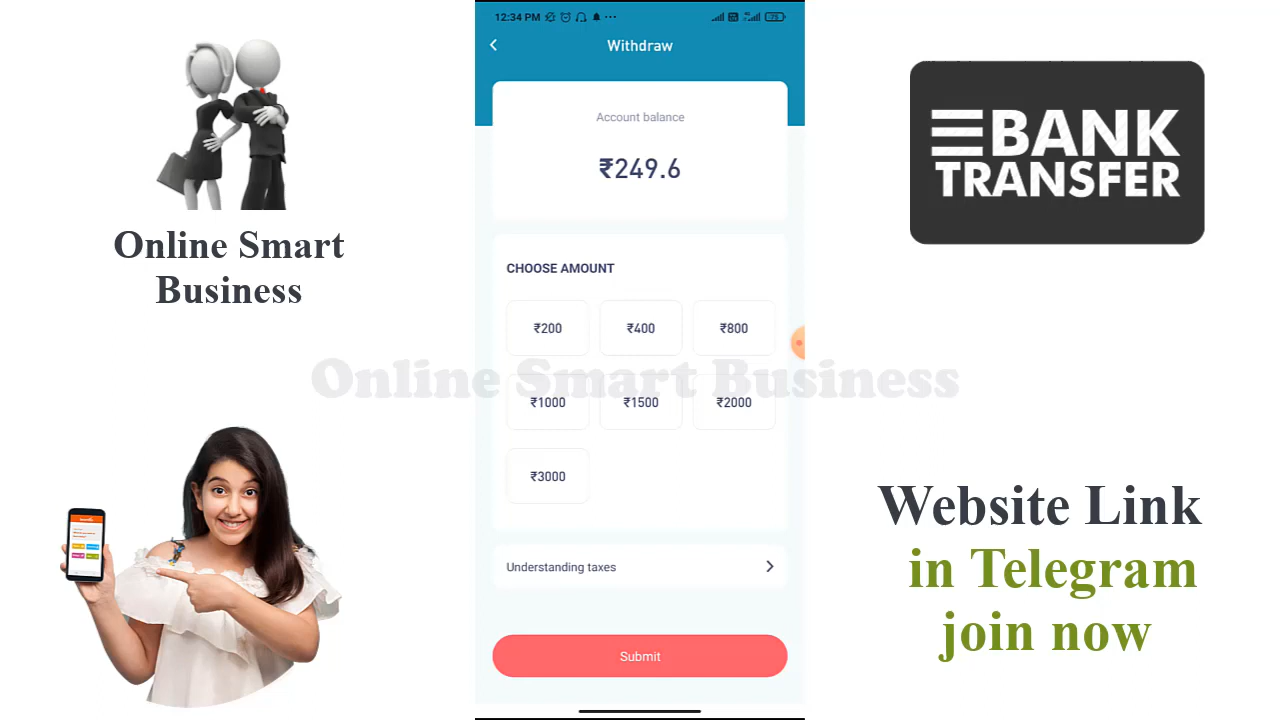 12:34 PM
Withdraw
Account balance
₹249.6
CHOOSE AMOUNT
₹200 ₹400 ₹800
₹1000 ₹1500 ₹2000
₹3000
Understanding taxes
Submit
Online Smart
Business
Online Smart Business
BANK
TRANSFER
Website Link
in Telegram
join now